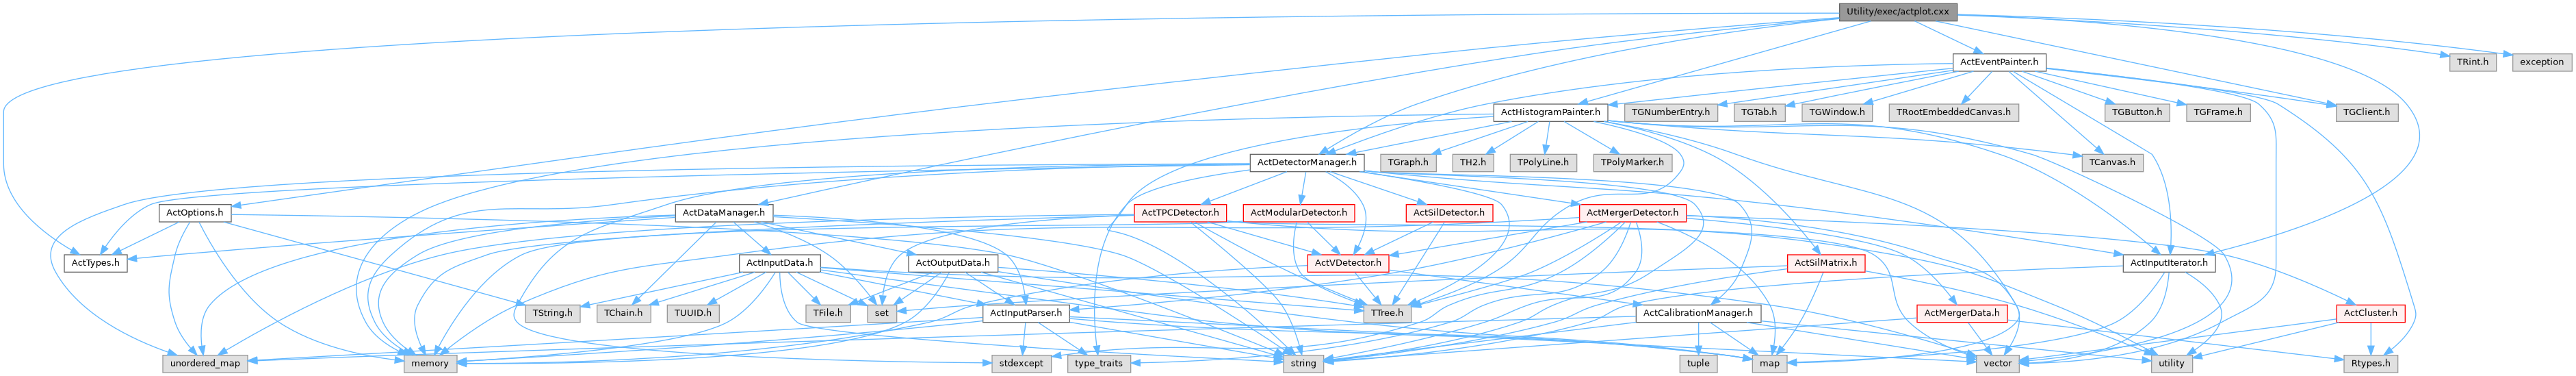 Utility/exec/actplot.cxx
ActEventPainter.h
TRint.h
exception
ActHistogramPainter.h
TGNumberEntry.h
TGTab.h
TGWindow.h
TRootEmbeddedCanvas.h
TGButton.h
TGFrame.h
TGClient.h
ActDetectorManager.h
TGraph.h
TH2.h
TPolyLine.h
TPolyMarker.h
TCanvas.h
ActOptions.h
ActDataManager.h
ActTPCDetector.h
ActModularDetector.h
ActSilDetector.h
ActMergerDetector.h
ActTypes.h
ActInputData.h
ActOutputData.h
ActVDetector.h
ActSilMatrix.h
ActInputIterator.h
TString.h
TChain.h
TUUID.h
TFile.h
set
ActInputParser.h
TTree.h
ActCalibrationManager.h
ActMergerData.h
ActCluster.h
unordered_map
memory
stdexcept
type_traits
string
tuple
map
vector
utility
Rtypes.h